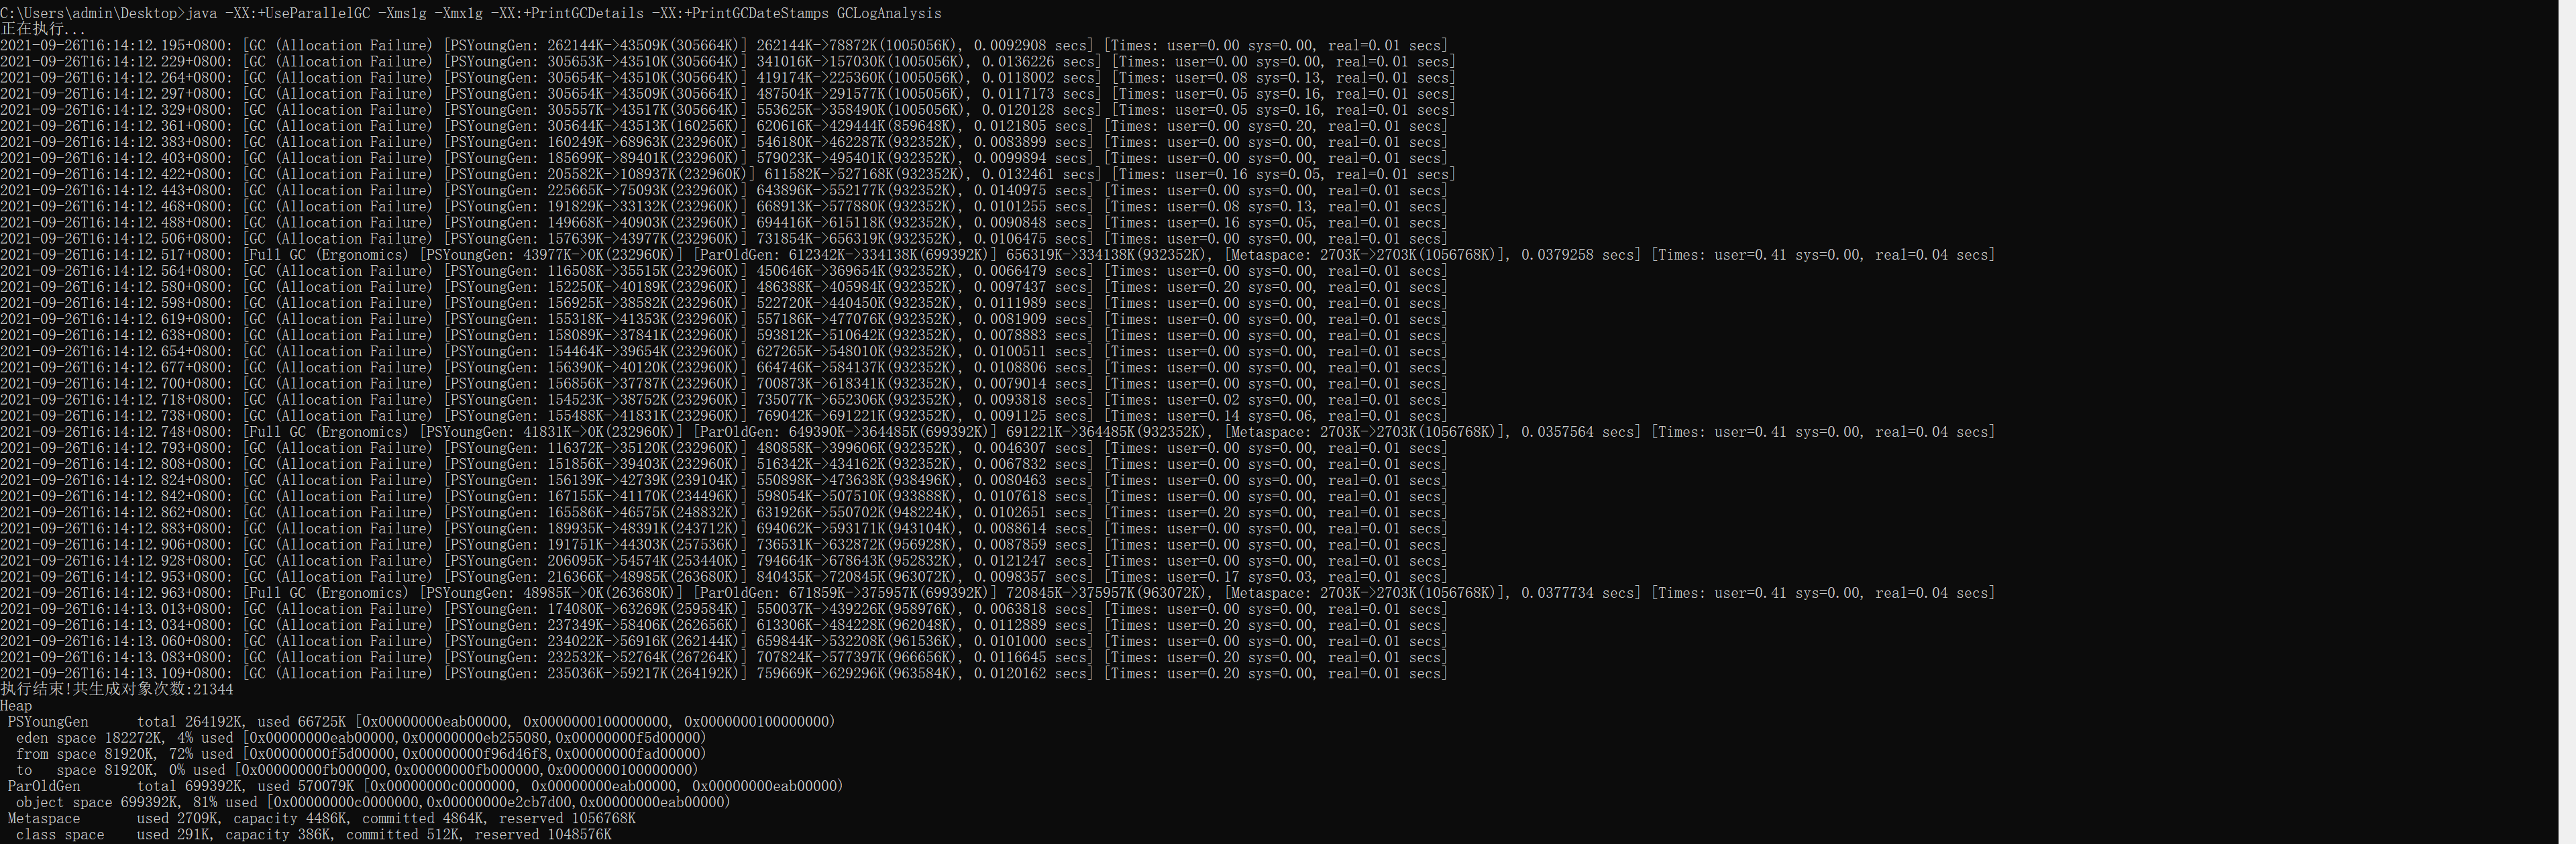 C:\Users\admin\Desktop>java -XX:+UseParallelGC -Xms1g -Xmx1g -XX:+PrintGCDetails -XX:+PrintGCDateStamps GCLogAnalysis
正在执行...
2021-09-26T16:14:12.195+0800: [GC (Allocation Failure) [PSYoungGen: 262144K->43509K(305664K)] 262144K->78872K(1005056K), 0.0092908 secs] [Times: user=0.00 sys=0.00, real=0.01 secs]
2021-09-26T16:14:12.229+0800: [GC (Allocation Failure) [PSYoungGen: 305653K->43510K(305664K)] 341016K->157030K(1005056K), 0.0136226 secs] [Times: user=0.00 sys=0.00, real=0.01 secs]
2021-09-26T16:14:12.264+0800: [GC (Allocation Failure) [PSYoungGen: 305654K->43510K(305664K)] 419174K->225360K(1005056K), 0.0118002 secs] [Times: user=0.08 sys=0.13, real=0.01 secs]
2021-09-26T16:14:12.297+0800: [GC (Allocation Failure) [PSYoungGen: 305654K->43509K(305664K)] 487504K->291577K(1005056K), 0.0117173 secs] [Times: user=0.05 sys=0.16, real=0.01 secs]
2021-09-26T16:14:12.329+0800: [GC (Allocation Failure) [PSYoungGen: 305557K->43517K(305664K)] 553625K->358490K(1005056K), 0.0120128 secs] [Times: user=0.05 sys=0.16, real=0.01 secs]
2021-09-26T16:14:12.361+0800: [GC (Allocation Failure) [PSYoungGen: 305644K->43513K(160256K)] 620616K->429444K(859648K), 0.0121805 secs] [Times: user=0.00 sys=0.20, real=0.01 secs]
2021-09-26T16:14:12.383+0800: [GC (Allocation Failure) [PSYoungGen: 160249K->68963K(232960K)] 546180K->462287K(932352K), 0.0083899 secs] [Times: user=0.00 sys=0.00, real=0.01 secs]
2021-09-26T16:14:12.403+0800: [GC (Allocation Failure) [PSYoungGen: 185699K->89401K(232960K)] 579023K->495401K(932352K), 0.0099894 secs] [Times: user=0.00 sys=0.00, real=0.01 secs]
2021-09-26T16:14:12.422+0800: [GC (Allocation Failure) [PSYoungGen: 205582K->108937K(232960K)] 611582K->527168K(932352K), 0.0132461 secs] [Times: user=0.16 sys=0.05, real=0.01 secs]
2021-09-26T16:14:12.443+0800: [GC (Allocation Failure) [PSYoungGen: 225665K->75093K(232960K)] 643896K->552177K(932352K), 0.0140975 secs] [Times: user=0.00 sys=0.00, real=0.01 secs]
2021-09-26T16:14:12.468+0800: [GC (Allocation Failure) [PSYoungGen: 191829K->33132K(232960K)] 668913K->577880K(932352K), 0.0101255 secs] [Times: user=0.08 sys=0.13, real=0.01 secs]
2021-09-26T16:14:12.488+0800: [GC (Allocation Failure) [PSYoungGen: 149668K->40903K(232960K)] 694416K->615118K(932352K), 0.0090848 secs] [Times: user=0.16 sys=0.05, real=0.01 secs]
2021-09-26T16:14:12.506+0800: [GC (Allocation Failure) [PSYoungGen: 157639K->43977K(232960K)] 731854K->656319K(932352K), 0.0106475 secs] [Times: user=0.00 sys=0.00, real=0.01 secs]
2021-09-26T16:14:12.517+0800: [Full GC (Ergonomics) [PSYoungGen: 43977K->0K(232960K)] [ParOldGen: 612342K->334138K(699392K)] 656319K->334138K(932352K), [Metaspace: 2703K->2703K(1056768K)], 0.0379258 secs] [Times: user=0.41 sys=0.00, real=0.04 secs]
2021-09-26T16:14:12.564+0800: [GC (Allocation Failure) [PSYoungGen: 116508K->35515K(232960K)] 450646K->369654K(932352K), 0.0066479 secs] [Times: user=0.00 sys=0.00, real=0.01 secs]
2021-09-26T16:14:12.580+0800: [GC (Allocation Failure) [PSYoungGen: 152250K->40189K(232960K)] 486388K->405984K(932352K), 0.0097437 secs] [Times: user=0.20 sys=0.00, real=0.01 secs]
2021-09-26T16:14:12.598+0800: [GC (Allocation Failure) [PSYoungGen: 156925K->38582K(232960K)] 522720K->440450K(932352K), 0.0111989 secs] [Times: user=0.00 sys=0.00, real=0.01 secs]
2021-09-26T16:14:12.619+0800: [GC (Allocation Failure) [PSYoungGen: 155318K->41353K(232960K)] 557186K->477076K(932352K), 0.0081909 secs] [Times: user=0.00 sys=0.00, real=0.01 secs]
2021-09-26T16:14:12.638+0800: [GC (Allocation Failure) [PSYoungGen: 158089K->37841K(232960K)] 593812K->510642K(932352K), 0.0078883 secs] [Times: user=0.00 sys=0.00, real=0.01 secs]
2021-09-26T16:14:12.654+0800: [GC (Allocation Failure) [PSYoungGen: 154464K->39654K(232960K)] 627265K->548010K(932352K), 0.0100511 secs] [Times: user=0.00 sys=0.00, real=0.01 secs]
2021-09-26T16:14:12.677+0800: [GC (Allocation Failure) [PSYoungGen: 156390K->40120K(232960K)] 664746K->584137K(932352K), 0.0108806 secs] [Times: user=0.00 sys=0.00, real=0.01 secs]
2021-09-26T16:14:12.700+0800: [GC (Allocation Failure) [PSYoungGen: 156856K->37787K(232960K)] 700873K->618341K(932352K), 0.0079014 secs] [Times: user=0.00 sys=0.00, real=0.01 secs]
2021-09-26T16:14:12.718+0800: [GC (Allocation Failure) [PSYoungGen: 154523K->38752K(232960K)] 735077K->652306K(932352K), 0.0093818 secs] [Times: user=0.02 sys=0.00, real=0.01 secs]
2021-09-26T16:14:12.738+0800: [GC (Allocation Failure) [PSYoungGen: 155488K->41831K(232960K)] 769042K->691221K(932352K), 0.0091125 secs] [Times: user=0.14 sys=0.06, real=0.01 secs]
2021-09-26T16:14:12.748+0800: [Full GC (Ergonomics) [PSYoungGen: 41831K->0K(232960K)] [ParOldGen: 649390K->364485K(699392K)] 691221K->364485K(932352K), [Metaspace: 2703K->2703K(1056768K)], 0.0357564 secs] [Times: user=0.41 sys=0.00, real=0.04 secs]
2021-09-26T16:14:12.793+0800: [GC (Allocation Failure) [PSYoungGen: 116372K->35120K(232960K)] 480858K->399606K(932352K), 0.0046307 secs] [Times: user=0.00 sys=0.00, real=0.01 secs]
2021-09-26T16:14:12.808+0800: [GC (Allocation Failure) [PSYoungGen: 151856K->39403K(232960K)] 516342K->434162K(932352K), 0.0067832 secs] [Times: user=0.00 sys=0.00, real=0.01 secs]
2021-09-26T16:14:12.824+0800: [GC (Allocation Failure) [PSYoungGen: 156139K->42739K(239104K)] 550898K->473638K(938496K), 0.0080463 secs] [Times: user=0.00 sys=0.00, real=0.01 secs]
2021-09-26T16:14:12.842+0800: [GC (Allocation Failure) [PSYoungGen: 167155K->41170K(234496K)] 598054K->507510K(933888K), 0.0107618 secs] [Times: user=0.00 sys=0.00, real=0.01 secs]
2021-09-26T16:14:12.862+0800: [GC (Allocation Failure) [PSYoungGen: 165586K->46575K(248832K)] 631926K->550702K(948224K), 0.0102651 secs] [Times: user=0.20 sys=0.00, real=0.01 secs]
2021-09-26T16:14:12.883+0800: [GC (Allocation Failure) [PSYoungGen: 189935K->48391K(243712K)] 694062K->593171K(943104K), 0.0088614 secs] [Times: user=0.00 sys=0.00, real=0.01 secs]
2021-09-26T16:14:12.906+0800: [GC (Allocation Failure) [PSYoungGen: 191751K->44303K(257536K)] 736531K->632872K(956928K), 0.0087859 secs] [Times: user=0.00 sys=0.00, real=0.01 secs]
2021-09-26T16:14:12.928+0800: [GC (Allocation Failure) [PSYoungGen: 206095K->54574K(253440K)] 794664K->678643K(952832K), 0.0121247 secs] [Times: user=0.00 sys=0.00, real=0.01 secs]
2021-09-26T16:14:12.953+0800: [GC (Allocation Failure) [PSYoungGen: 216366K->48985K(263680K)] 840435K->720845K(963072K), 0.0098357 secs] [Times: user=0.17 sys=0.03, real=0.01 secs]
2021-09-26T16:14:12.963+0800: [Full GC (Ergonomics) [PSYoungGen: 48985K->0K(263680K)] [ParOldGen: 671859K->375957K(699392K)] 720845K->375957K(963072K), [Metaspace: 2703K->2703K(1056768K)], 0.0377734 secs] [Times: user=0.41 sys=0.00, real=0.04 secs]
2021-09-26T16:14:13.013+0800: [GC (Allocation Failure) [PSYoungGen: 174080K->63269K(259584K)] 550037K->439226K(958976K), 0.0063818 secs] [Times: user=0.00 sys=0.00, real=0.01 secs]
2021-09-26T16:14:13.034+0800: [GC (Allocation Failure) [PSYoungGen: 237349K->58406K(262656K)] 613306K->484228K(962048K), 0.0112889 secs] [Times: user=0.20 sys=0.00, real=0.01 secs]
2021-09-26T16:14:13.060+0800: [GC (Allocation Failure) [PSYoungGen: 234022K->56916K(262144K)] 659844K->532208K(961536K), 0.0101000 secs] [Times: user=0.00 sys=0.00, real=0.01 secs]
2021-09-26T16:14:13.083+0800: [GC (Allocation Failure) [PSYoungGen: 232532K->52764K(267264K)] 707824K->577397K(966656K), 0.0116645 secs] [Times: user=0.20 sys=0.00, real=0.01 secs]
2021-09-26T16:14:13.109+0800: [GC (Allocation Failure) [PSYoungGen: 235036K->59217K(264192K)] 759669K->629296K(963584K), 0.0120162 secs] [Times: user=0.20 sys=0.00, real=0.01 secs]
执行结束!共生成对象次数:21344
Heap
 PSYoungGen      total 264192K, used 66725K [0x00000000eab00000, 0x0000000100000000, 0x0000000100000000)
  eden space 182272K, 4% used [0x00000000eab00000,0x00000000eb255080,0x00000000f5d00000)
  from space 81920K, 72% used [0x00000000f5d00000,0x00000000f96d46f8,0x00000000fad00000)
  to   space 81920K, 0% used [0x00000000fb000000,0x00000000fb000000,0x0000000100000000)
 ParOldGen       total 699392K, used 570079K [0x00000000c0000000, 0x00000000eab00000, 0x00000000eab00000)
  object space 699392K, 81% used [0x00000000c0000000,0x00000000e2cb7d00,0x00000000eab00000)
 Metaspace       used 2709K, capacity 4486K, committed 4864K, reserved 1056768K
  class space    used 291K, capacity 386K, committed 512K, reserved 1048576K